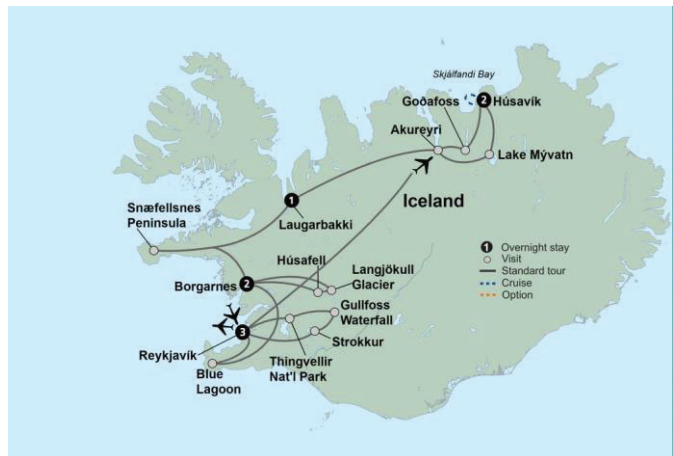 Skjálfandi Bay
Goðafoss
2
Húsavík
Akureyri
Lake Mývatn
Iceland
1
Laugarbakki
Snæfellsnes
Peninsula
Húsafell
Langjökull
Glacier
Borgarnes
2
Gullfoss
Waterfall
3
Reykjavík
Strokkur
Thingvellir
Nat'l Park
Blue
Lagoon
1 Overnight stay
Visit
Standard tour
Cruise
Option